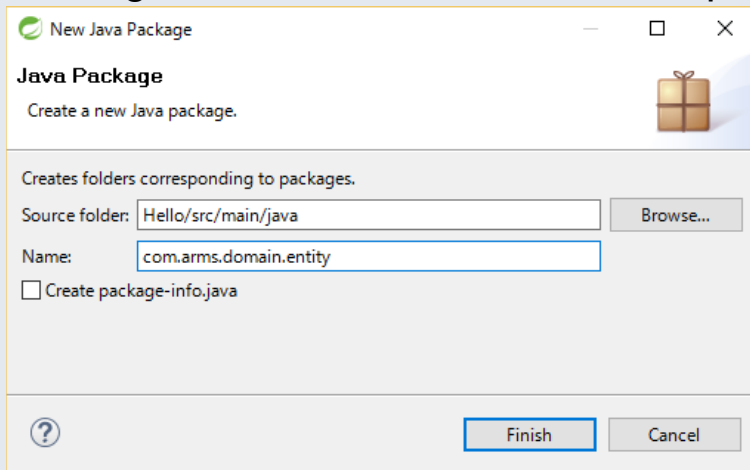 New Java Package
Java Package
Create a new Java package.
Creates folders corresponding to packages.
Source folder: Hello/src/main/java Browse...
Name: com.arms.domain.entity
Create package-info.java
? Finish Cancel